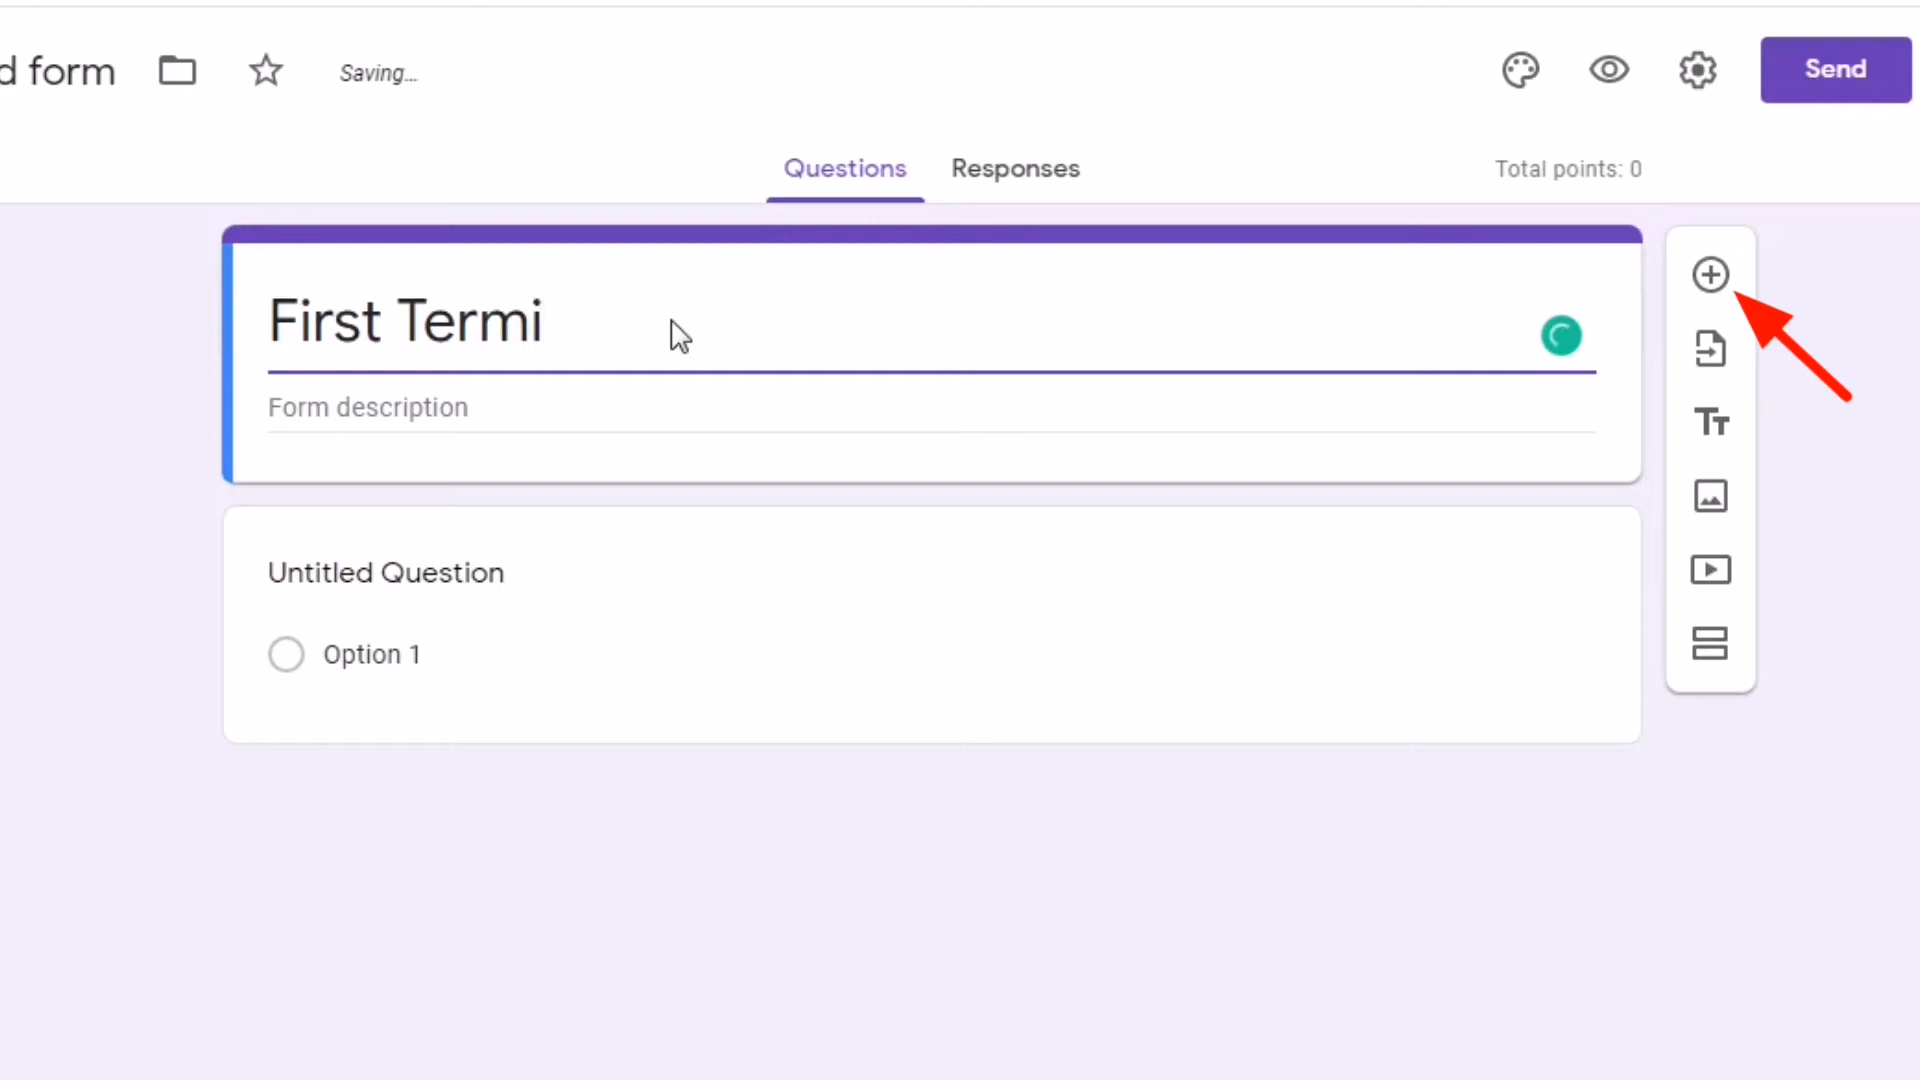 d form
Saving...
Send
Questions
Responses
Total points: 0
First Termi
Form description
Untitled Question
Option 1